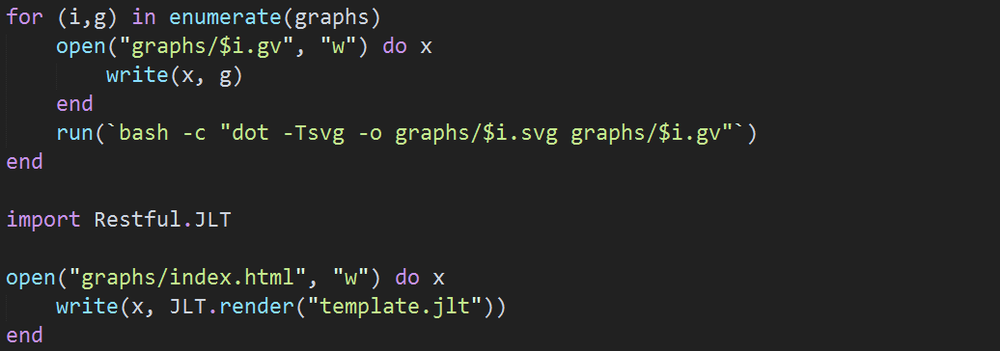 for (i,g) in enumerate(graphs)
    open("graphs/$i.gv", "w") do x
        write(x, g)
    end
    run(`bash -c "dot -Tsvg -o graphs/$i.svg graphs/$i.gv"`)
end

import Restful.JLT

open("graphs/index.html", "w") do x
    write(x, JLT.render("template.jlt"))
end